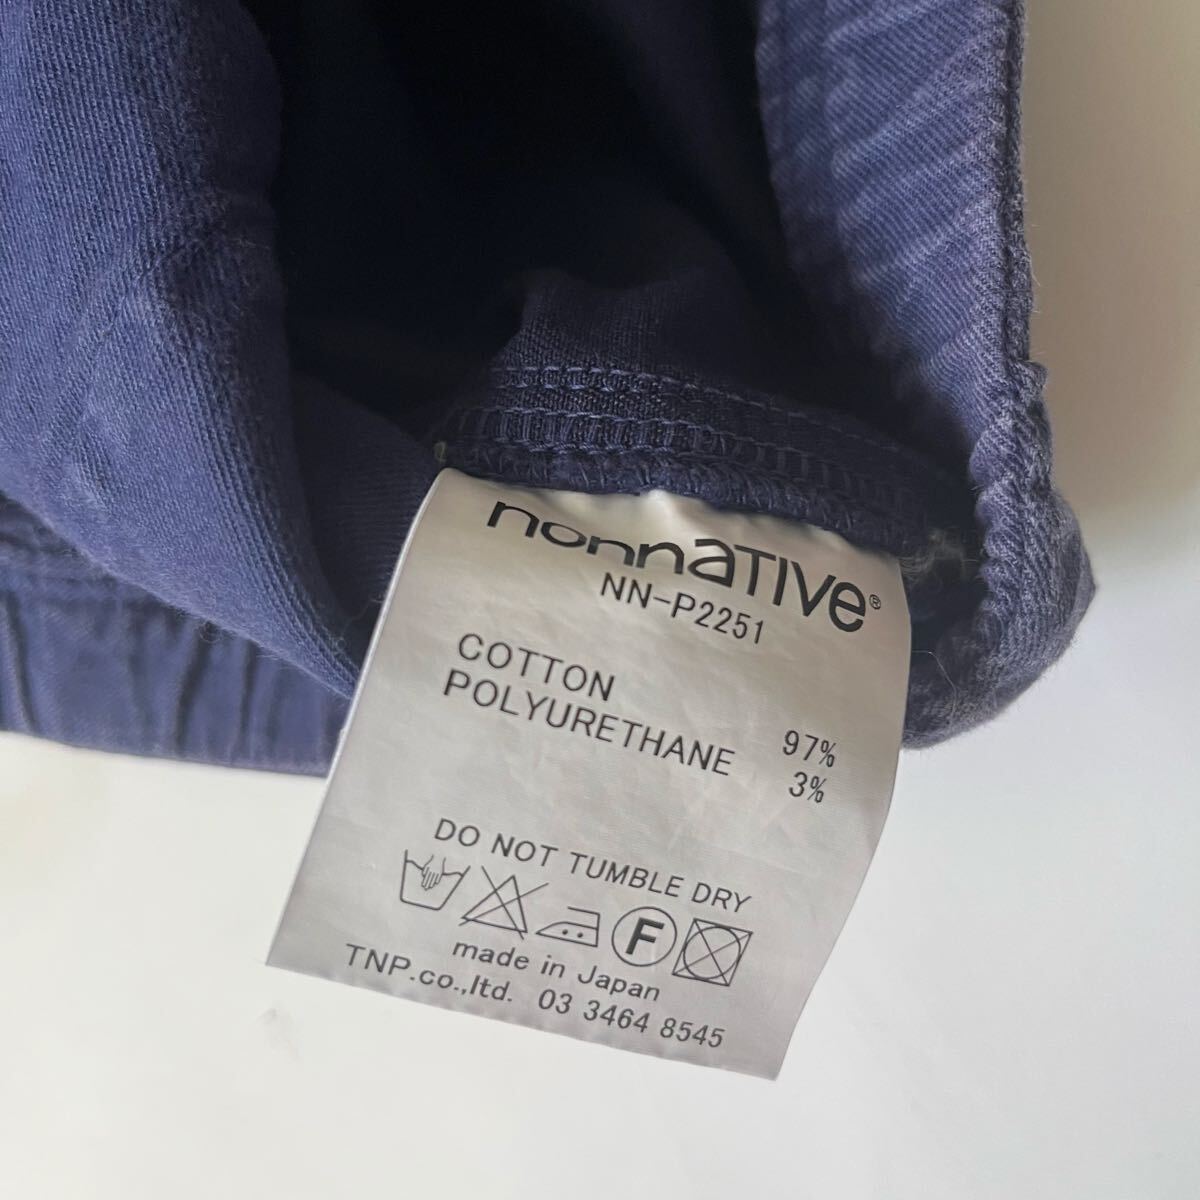 nonnaTIVe®
NN-P2251
COTTON 97%
POLYURETHANE 3%
DO NOT TUMBLE DRY
F
made in Japan
TNP.co.,ltd. 03 3464 8545